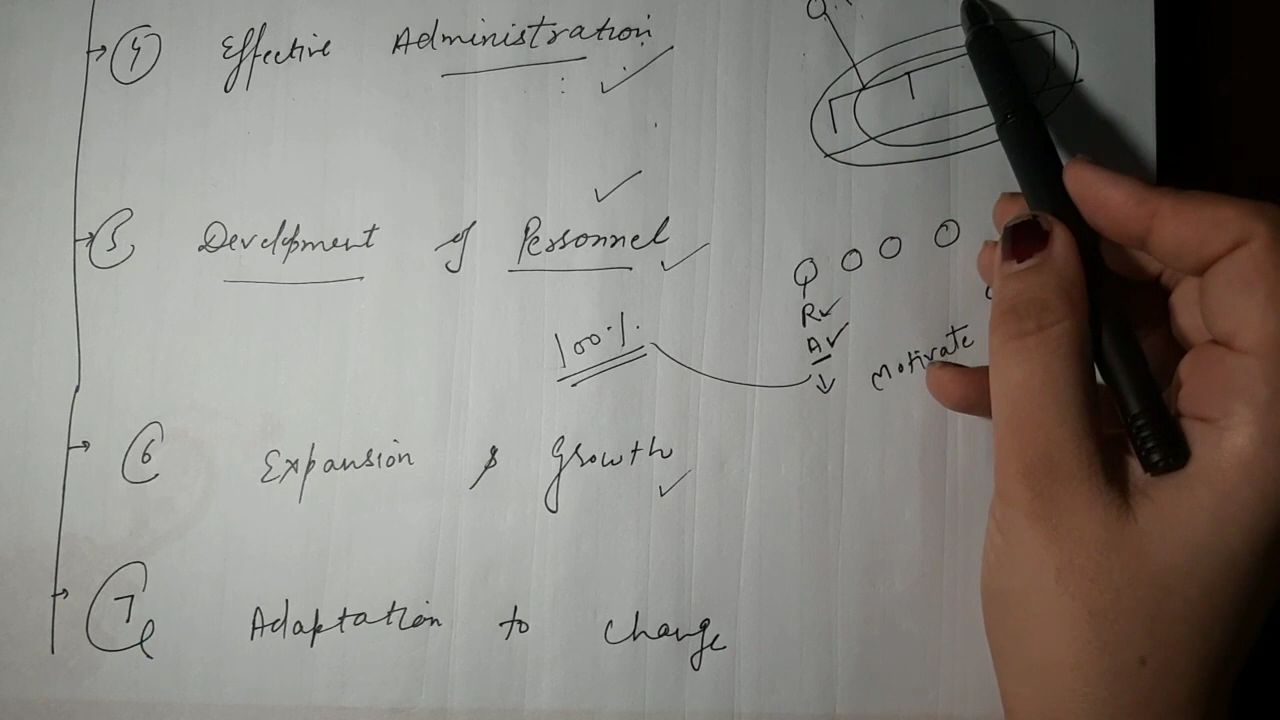 4 Effective Administration
5 Development of Personnel
R
A
100%
Motivate
6 Expansion & Growth
7 Adaptation to change